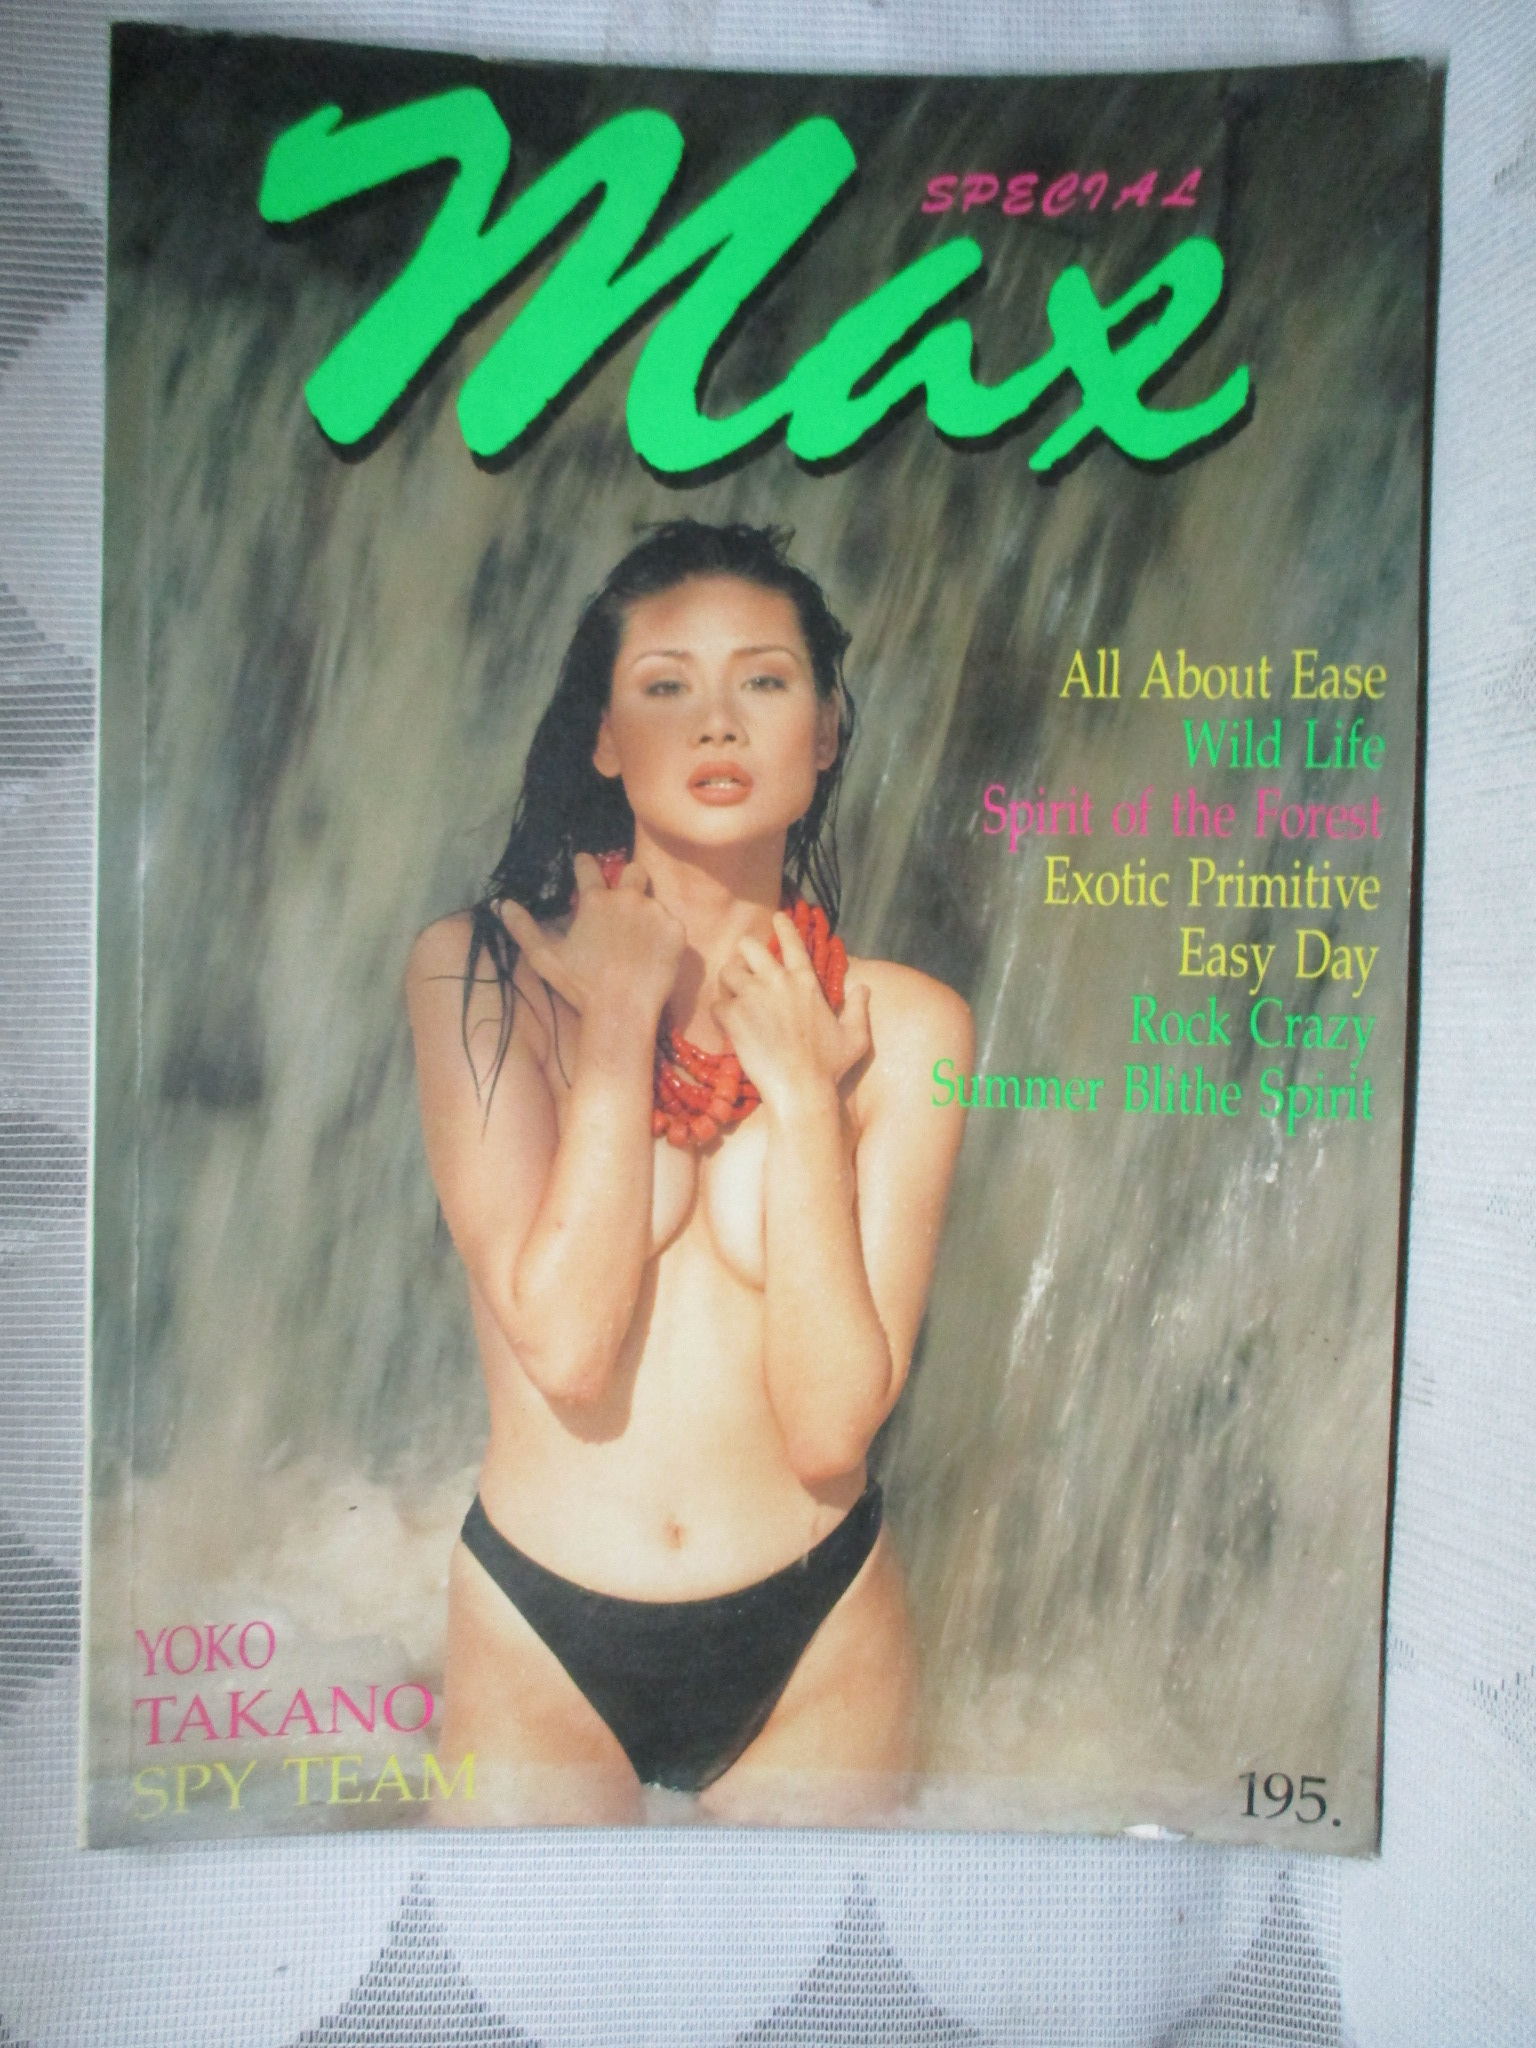 Max
SPECIAL
All About Ease
Wild Life
Spirit of the Forest
Exotic Primitive
Easy Day
Rock Crazy
Summer Blithe Spirit
YOKO
TAKANO
SPY TEAM
195.